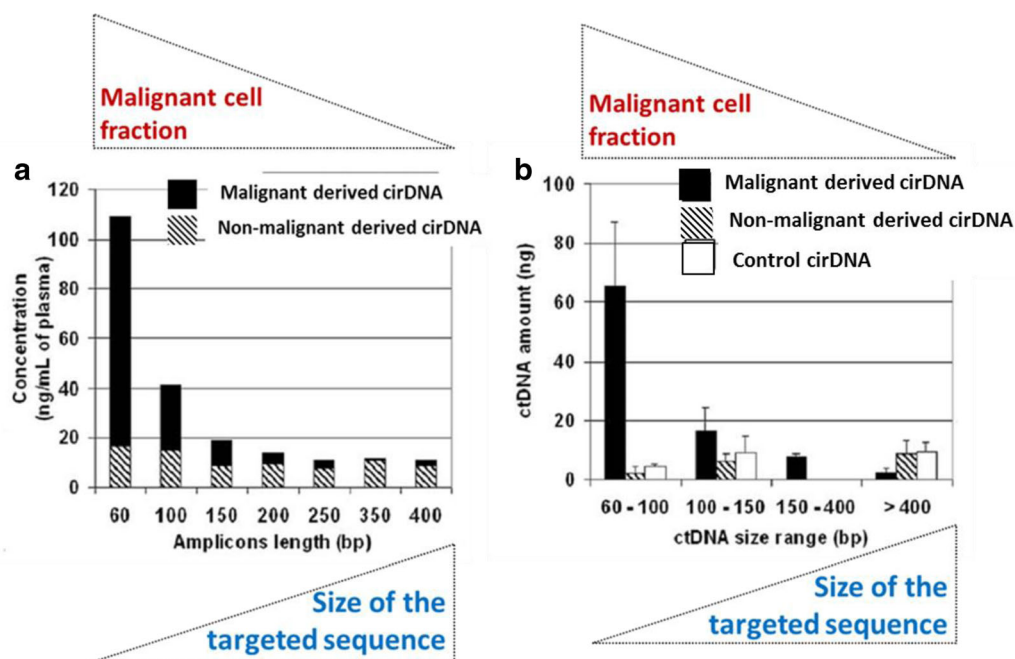 Malignant cell
fraction
a
Malignant derived cirDNA
Non-malignant derived cirDNA
Concentration
(ng/mL of plasma)
120
100
80
60
40
20
0
60 100 150 200 250 350 400
Amplicons length (bp)
Size of the
targeted sequence
Malignant cell
fraction
b
Malignant derived cirDNA
Non-malignant derived cirDNA
Control cirDNA
ctDNA amount (ng)
100
80
60
40
20
0
60 - 100 100 - 150 150 - 400 > 400
ctDNA size range (bp)
Size of the
targeted sequence